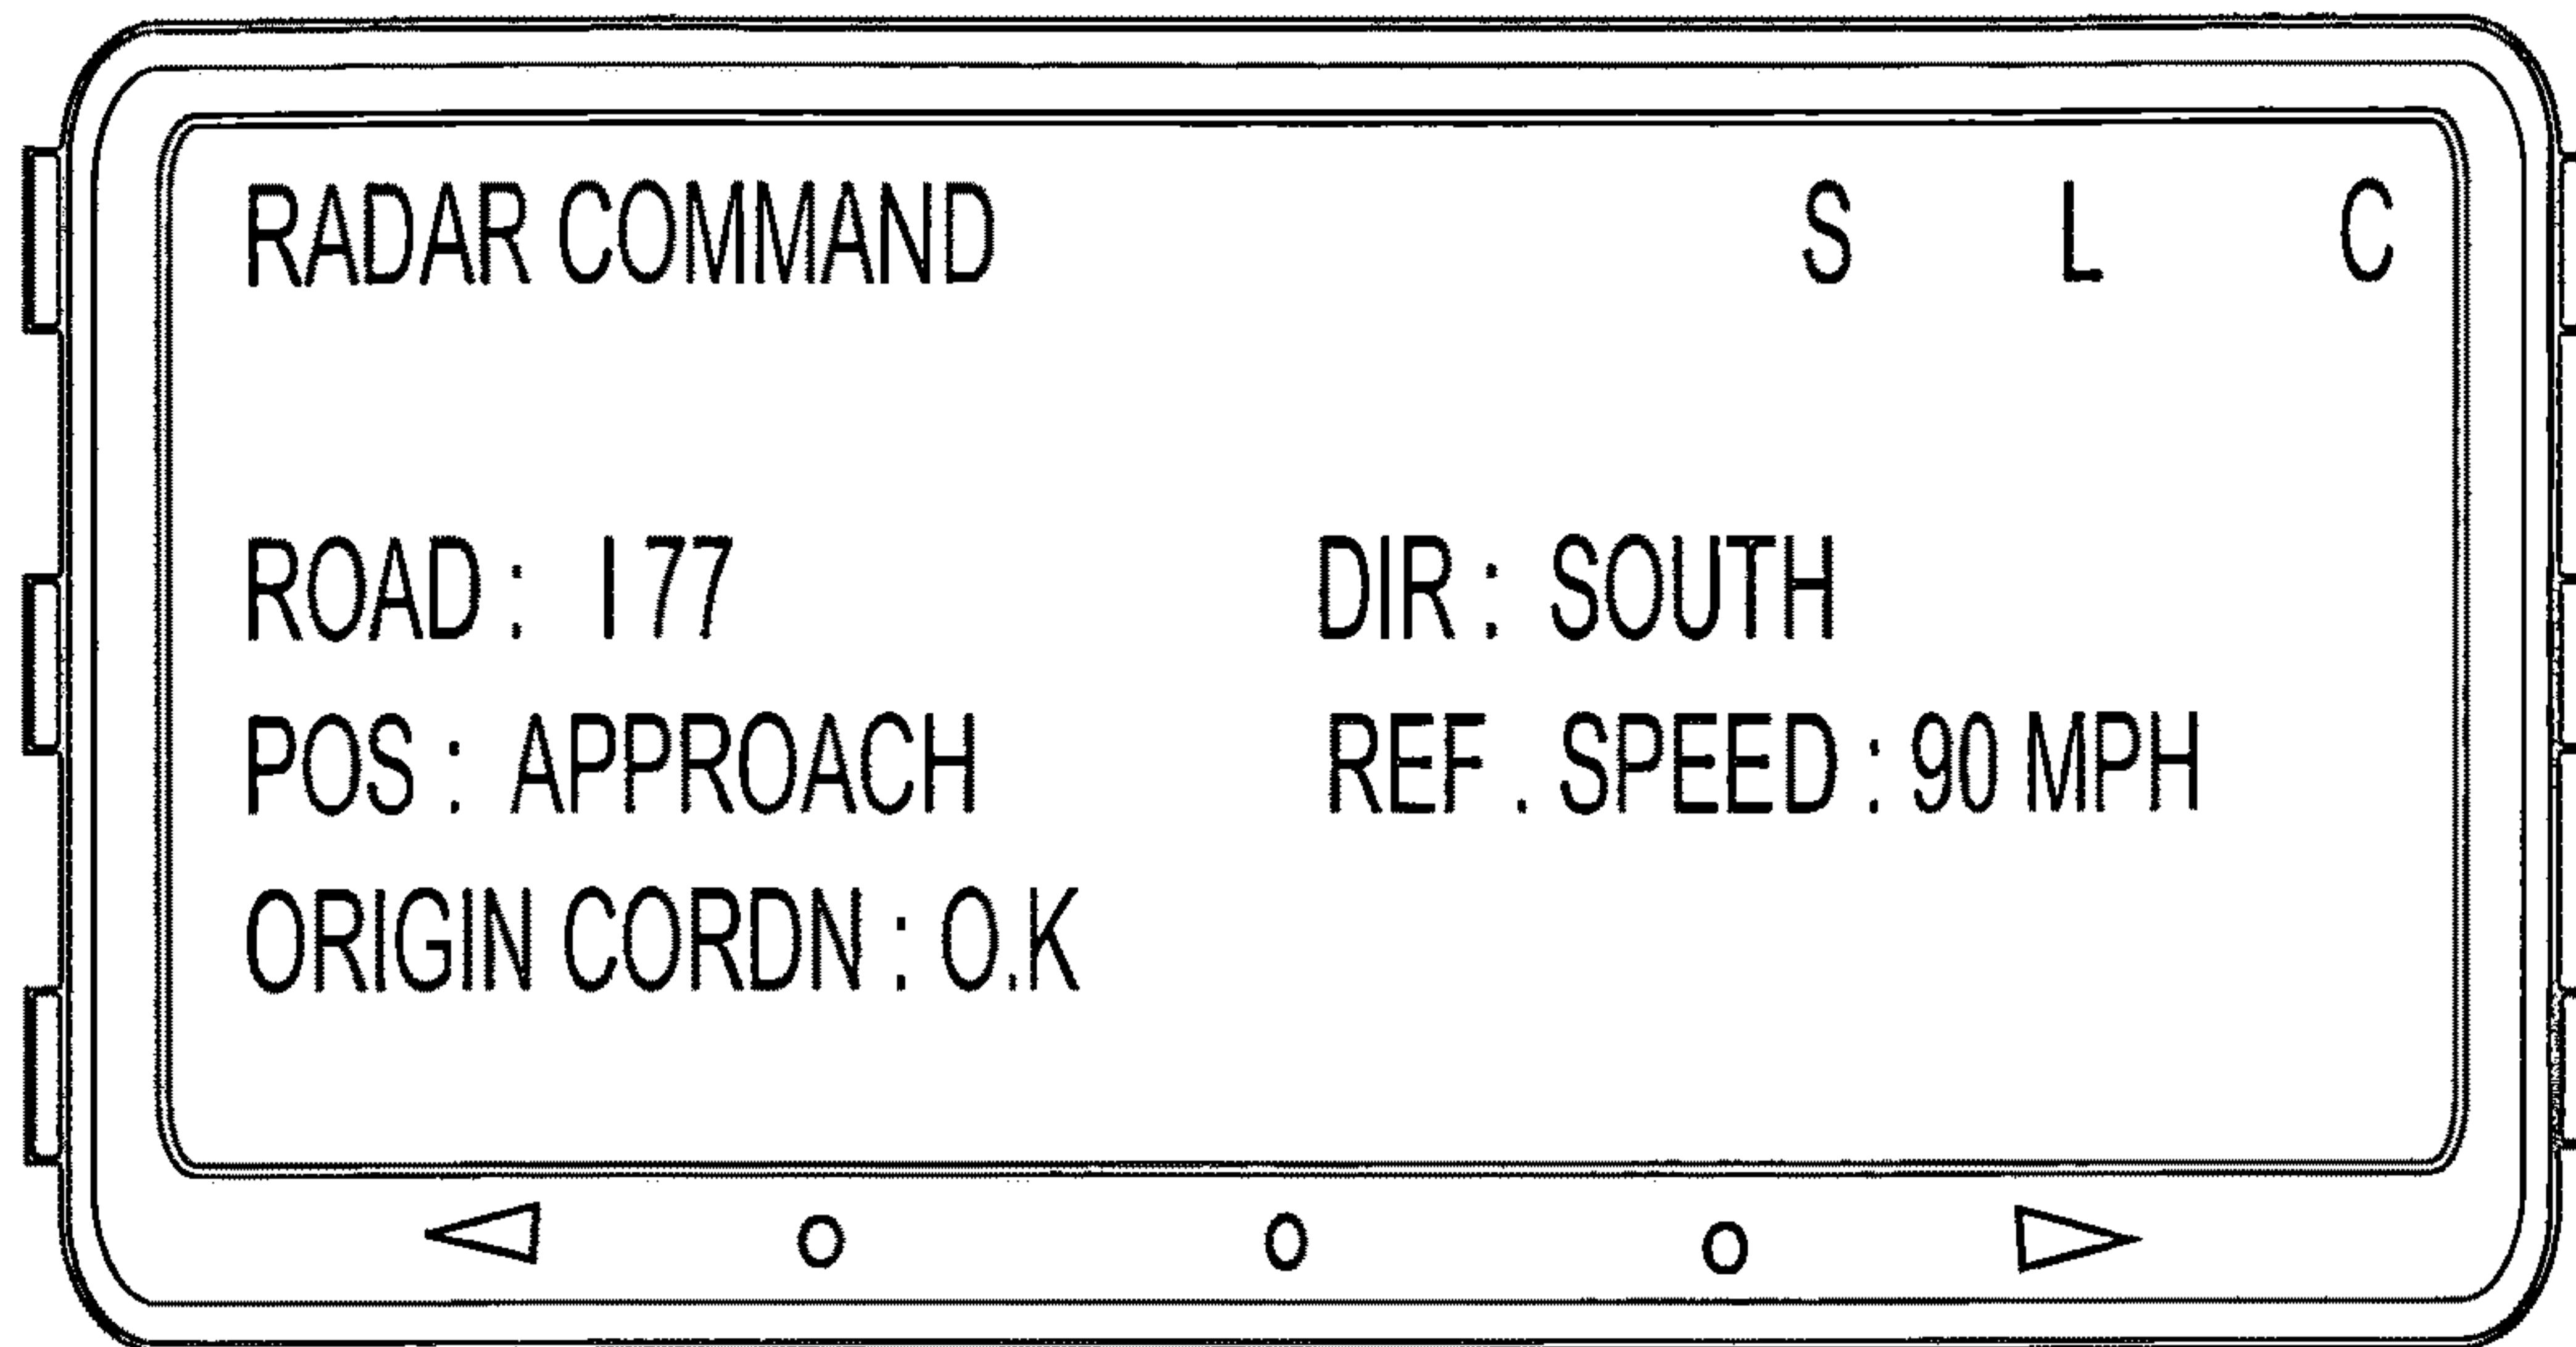 RADAR COMMAND S L C
ROAD : I 77 DIR : SOUTH
POS : APPROACH REF . SPEED : 90 MPH
ORIGIN CORDN : O.K